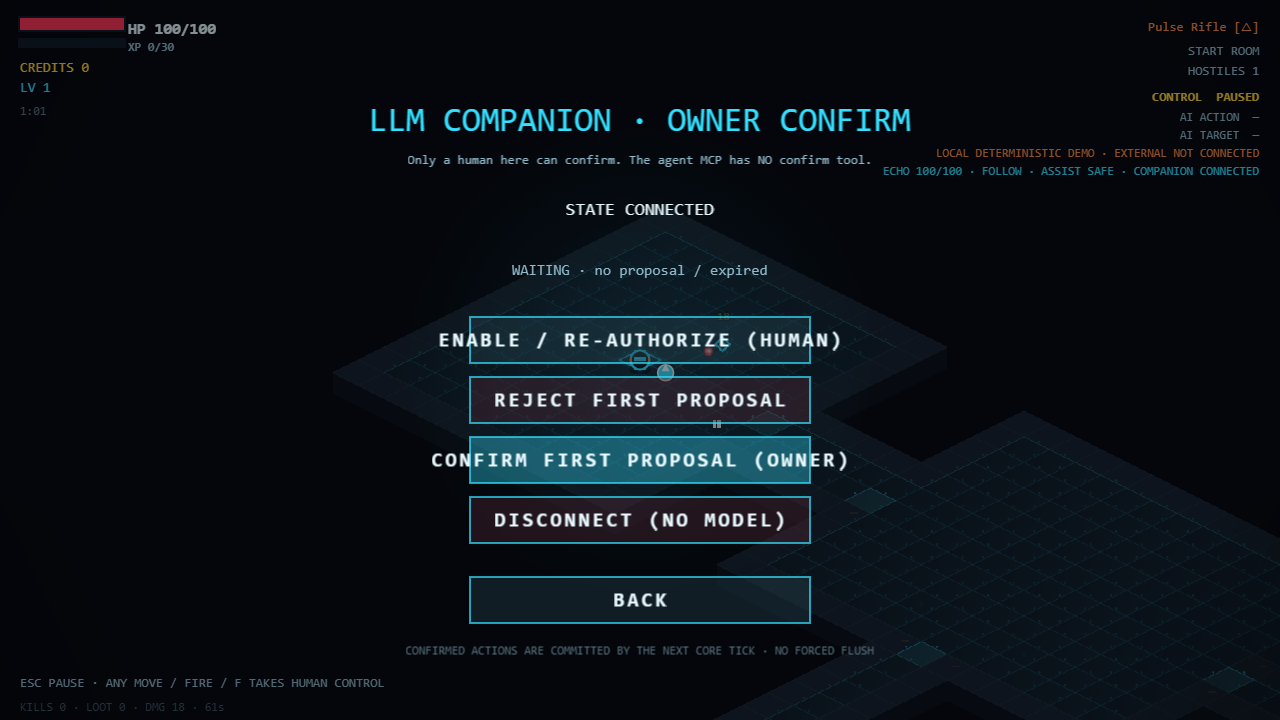 HP 100/100
XP 0/30
CREDITS 0
LV 1
1:01
Pulse Rifle [△]
START ROOM
HOSTILES 1
CONTROL PAUSED
AI ACTION —
AI TARGET —
LOCAL DETERMINISTIC DEMO · EXTERNAL NOT CONNECTED
ECHO 100/100 · FOLLOW · ASSIST SAFE · COMPANION CONNECTED
LLM COMPANION · OWNER CONFIRM
Only a human here can confirm. The agent MCP has NO confirm tool.
STATE CONNECTED
WAITING · no proposal / expired
ENABLE / RE-AUTHORIZE (HUMAN)
REJECT FIRST PROPOSAL
CONFIRM FIRST PROPOSAL (OWNER)
DISCONNECT (NO MODEL)
BACK
CONFIRMED ACTIONS ARE COMMITTED BY THE NEXT CORE TICK · NO FORCED FLUSH
ESC PAUSE · ANY MOVE / FIRE / F TAKES HUMAN CONTROL
KILLS 0 · LOOT 0 · DMG 18 · 61s